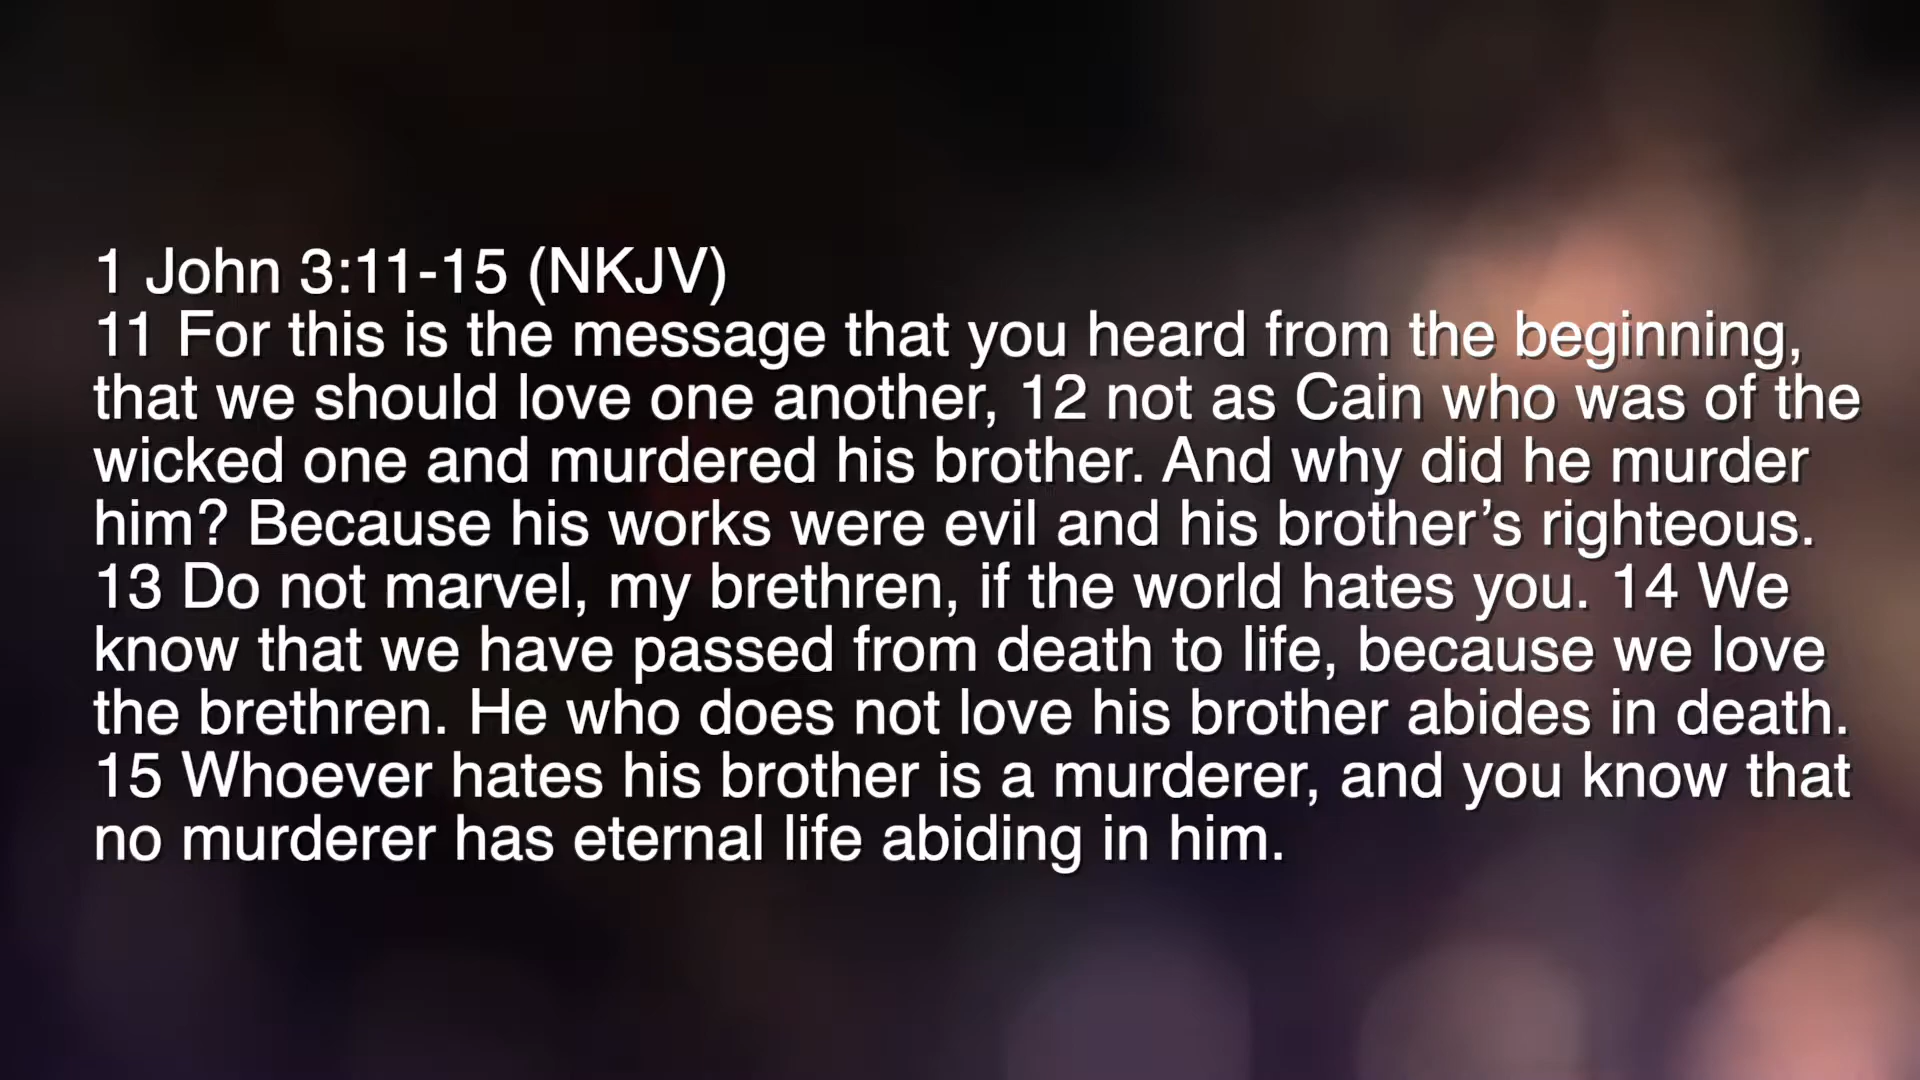 1 John 3:11-15 (NKJV)
11 For this is the message that you heard from the beginning,
that we should love one another, 12 not as Cain who was of the
wicked one and murdered his brother. And why did he murder
him? Because his works were evil and his brother’s righteous.
13 Do not marvel, my brethren, if the world hates you. 14 We
know that we have passed from death to life, because we love
the brethren. He who does not love his brother abides in death.
15 Whoever hates his brother is a murderer, and you know that
no murderer has eternal life abiding in him.